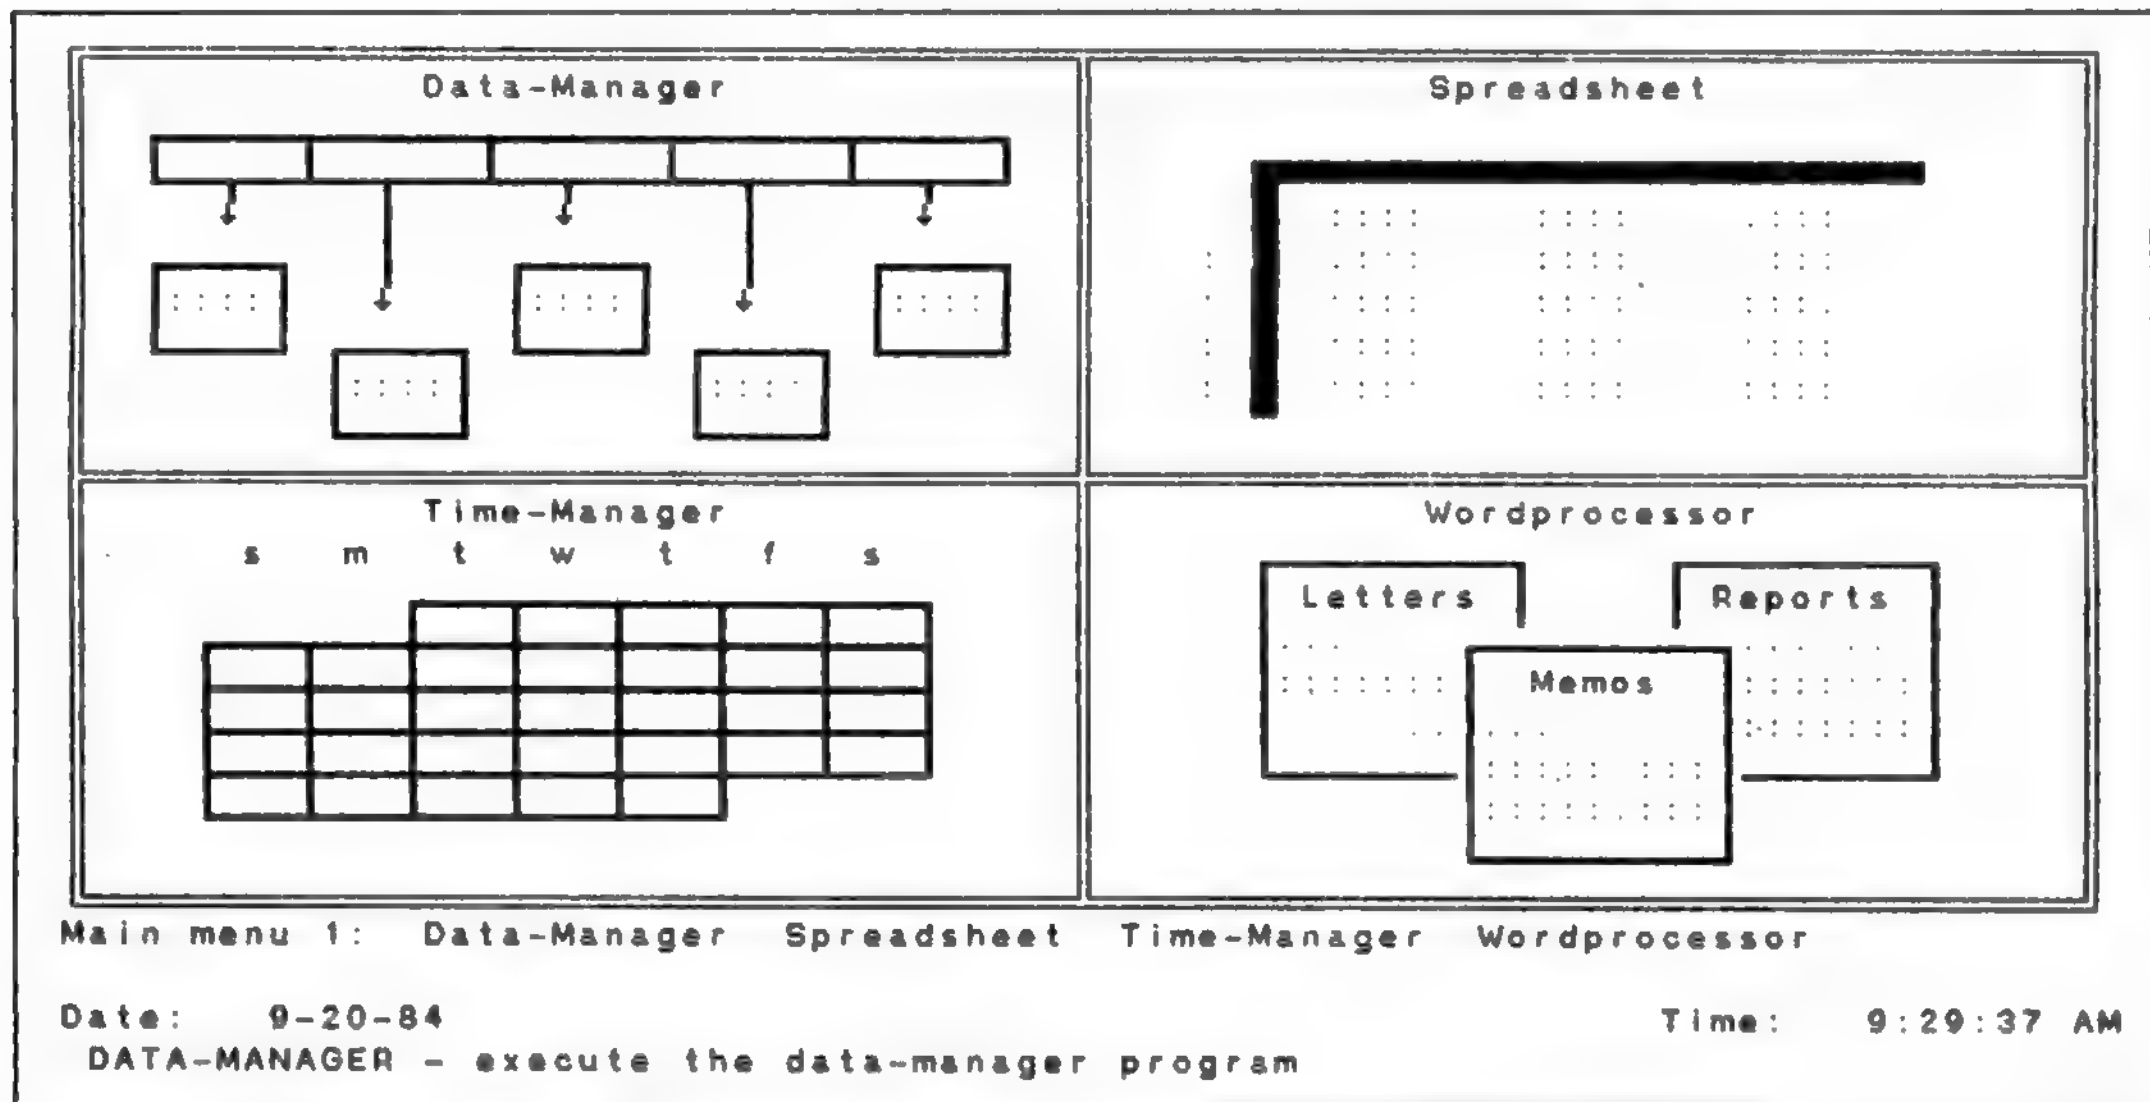 Data-Manager
Spreadsheet
Time-Manager
s m t w t f s
Wordprocessor
Letters
Reports
Memos
Main menu 1: Data-Manager Spreadsheet Time-Manager Wordprocessor
Date: 9-20-84 Time: 9:29:37 AM
DATA-MANAGER - execute the data-manager program